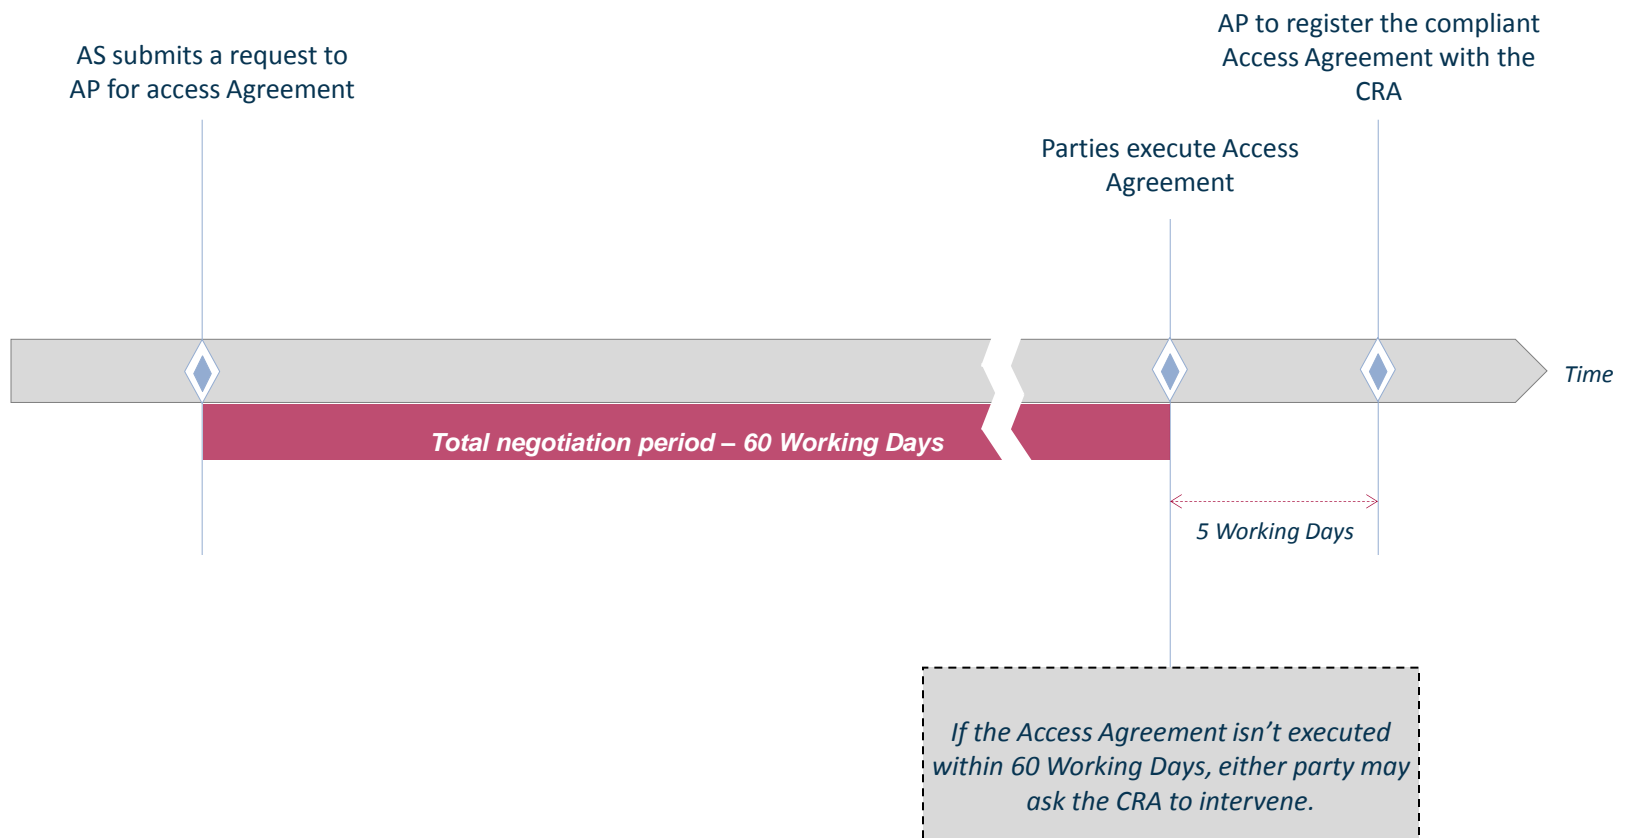 AS submits a request to
AP for access Agreement
AP to register the compliant
Access Agreement with the
CRA
Parties execute Access
Agreement
Time
Total negotiation period – 60 Working Days
5 Working Days
If the Access Agreement isn’t executed
within 60 Working Days, either party may
ask the CRA to intervene.